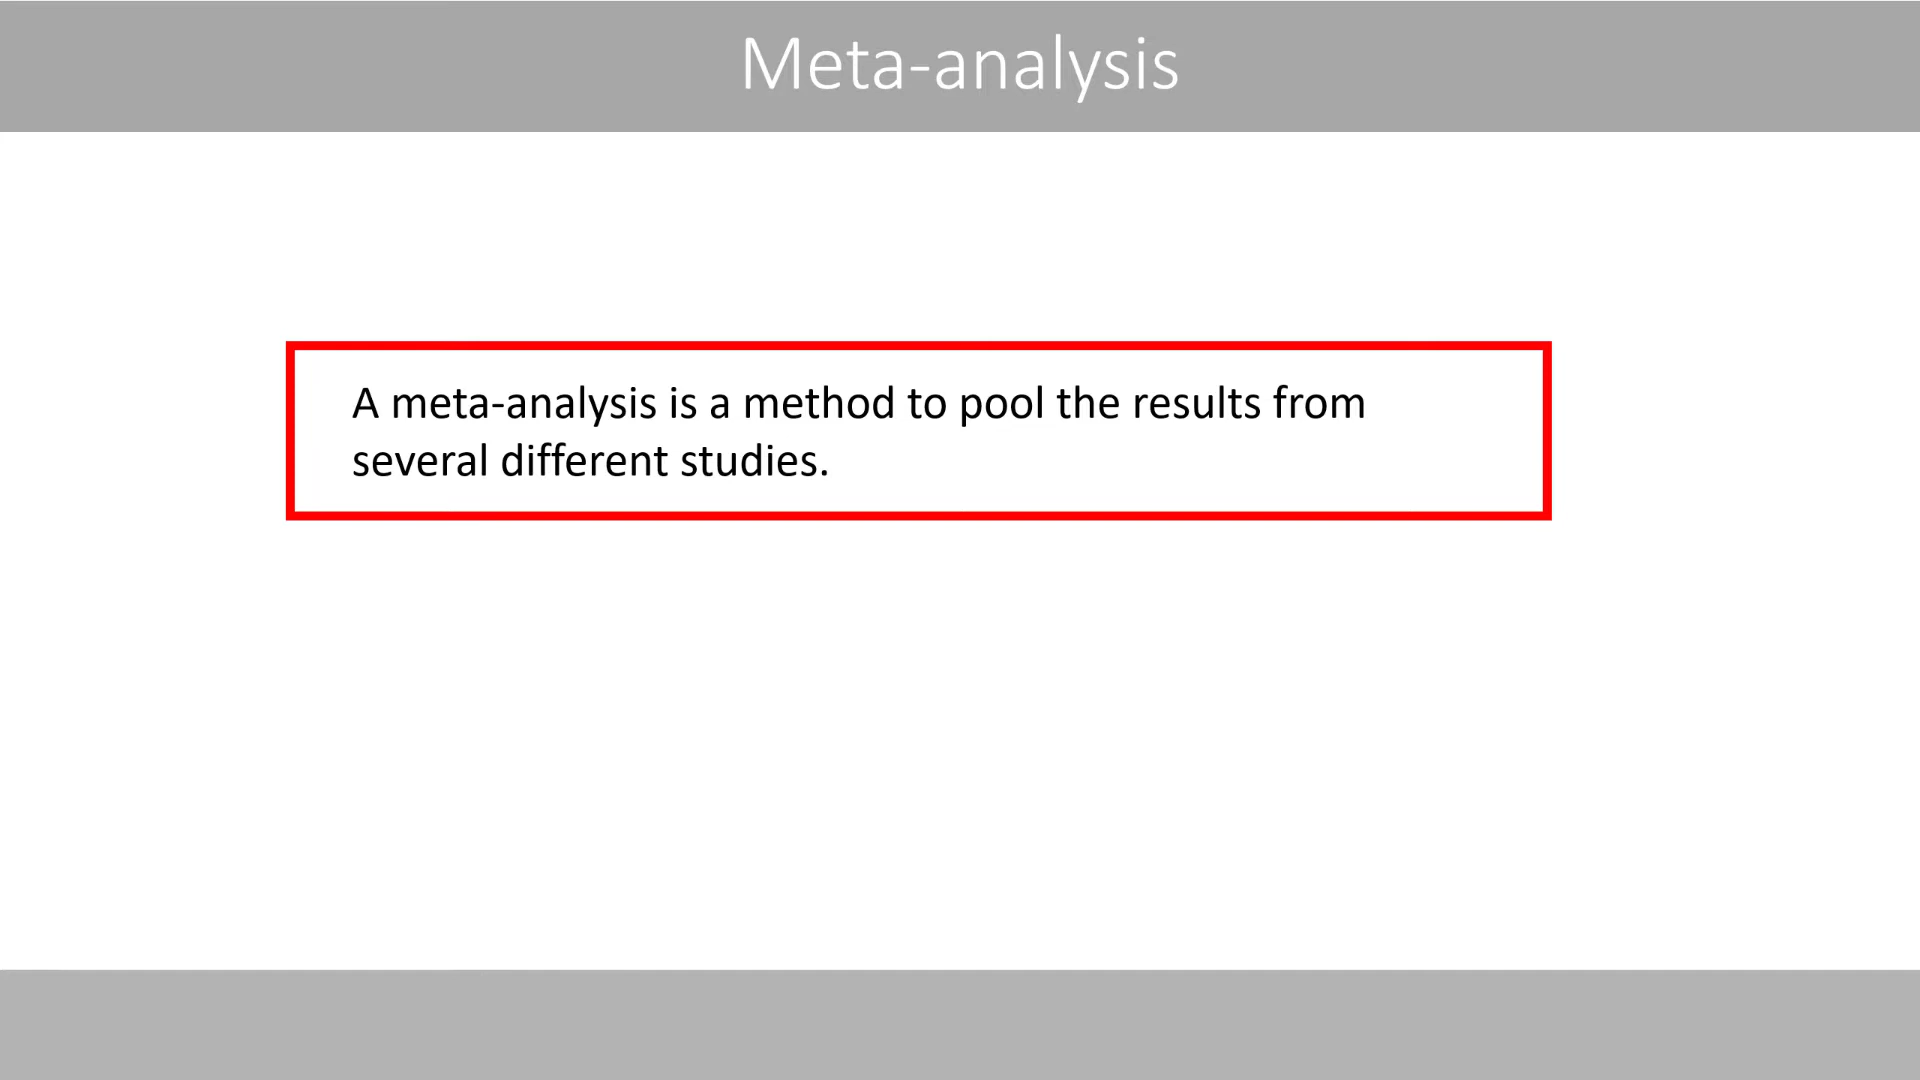 Meta-analysis
A meta-analysis is a method to pool the results from
several different studies.